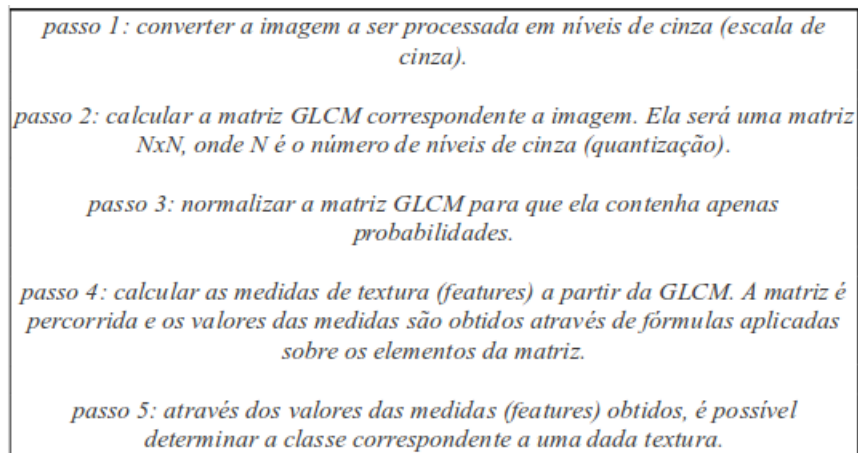 passo 1: converter a imagem a ser processada em níveis de cinza (escala de
cinza).
passo 2: calcular a matriz GLCM correspondente a imagem. Ela será uma matriz
NxN, onde N é o número de níveis de cinza (quantização).
passo 3: normalizar a matriz GLCM para que ela contenha apenas
probabilidades.
passo 4: calcular as medidas de textura (features) a partir da GLCM. A matriz é
percorrida e os valores das medidas são obtidos através de fórmulas aplicadas
sobre os elementos da matriz.
passo 5: através dos valores das medidas (features) obtidos, é possível
determinar a classe correspondente a uma dada textura.